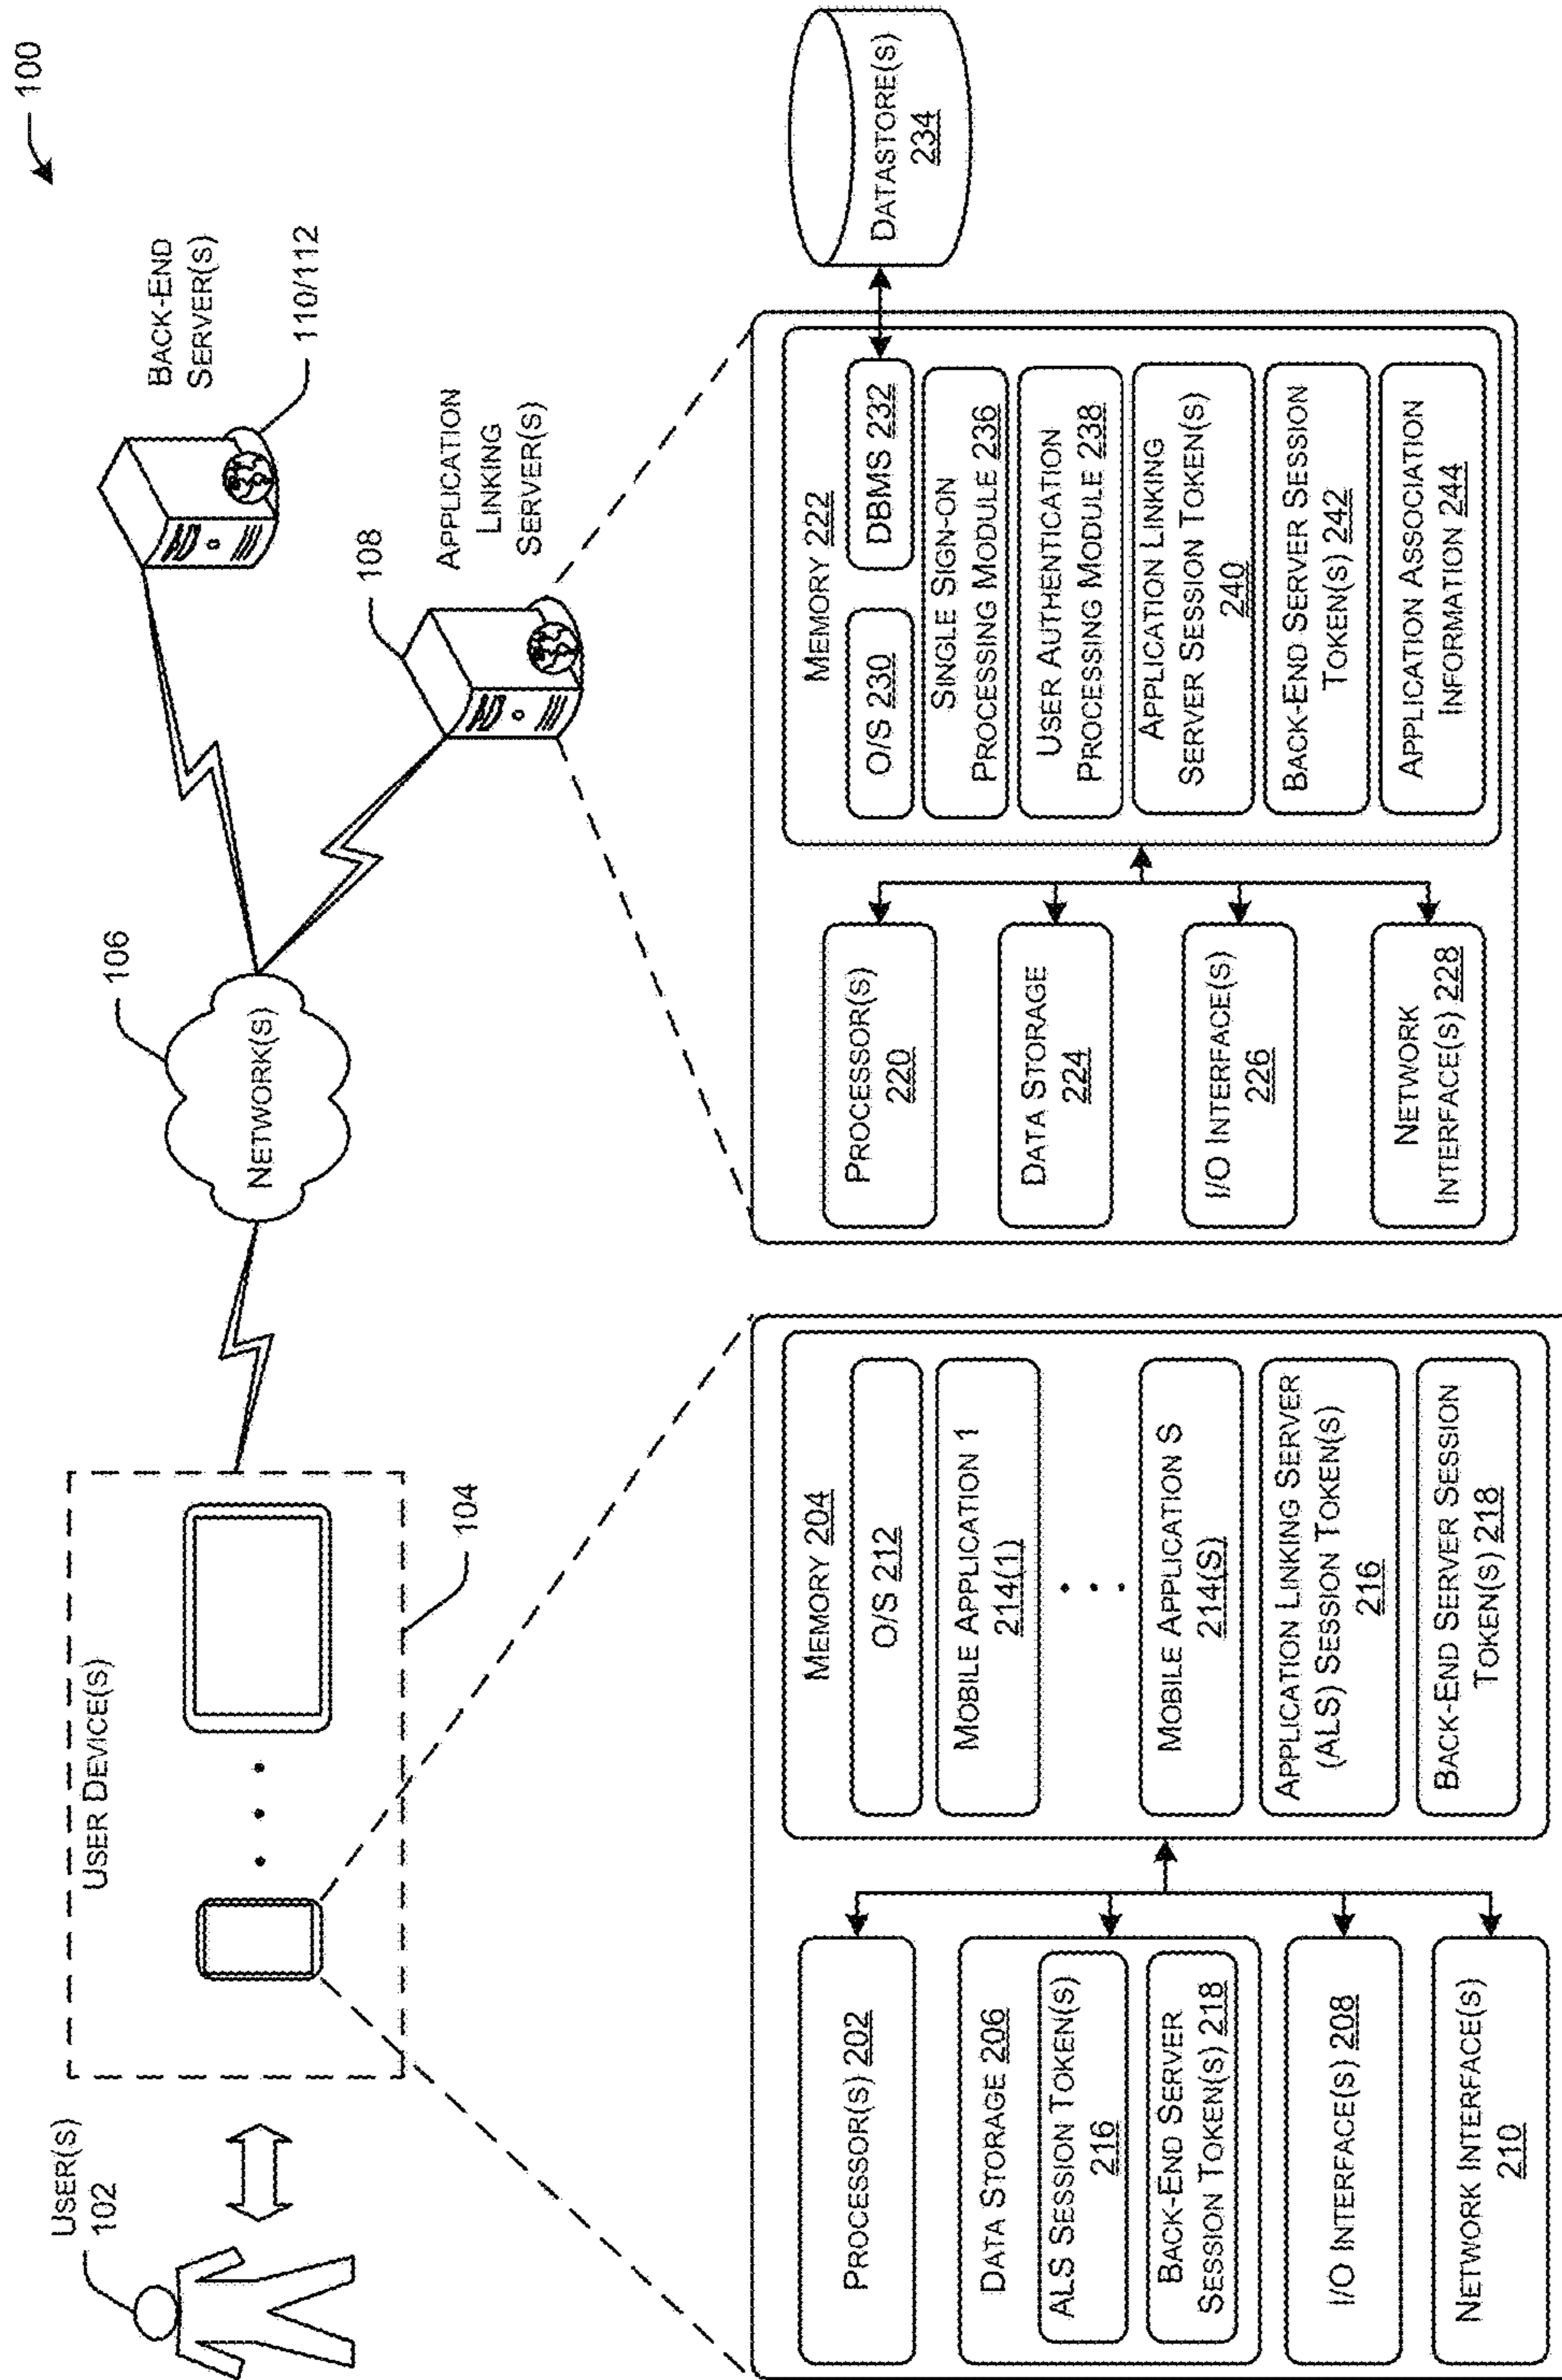 100
USER(S)
102
USER DEVICE(S)
104
NETWORK(S)
106
BACK-END
SERVER(S)
110/112
108
APPLICATION
LINKING
SERVER(S)
PROCESSOR(S) 202
DATA STORAGE 206
ALS SESSION TOKEN(S)
216
BACK-END SERVER
SESSION TOKEN(S) 218
I/O INTERFACE(S) 208
NETWORK INTERFACE(S)
210
MEMORY 204
O/S 212
MOBILE APPLICATION 1
214(1)
MOBILE APPLICATION S
214(S)
APPLICATION LINKING SERVER
(ALS) SESSION TOKEN(S)
216
BACK-END SERVER SESSION
TOKEN(S) 218
PROCESSOR(S)
220
DATA STORAGE
224
I/O INTERFACE(S)
226
NETWORK
INTERFACE(S) 228
MEMORY 222
O/S 230
DBMS 232
SINGLE SIGN-ON
PROCESSING MODULE 236
USER AUTHENTICATION
PROCESSING MODULE 238
APPLICATION LINKING
SERVER SESSION TOKEN(S)
240
BACK-END SERVER SESSION
TOKEN(S) 242
APPLICATION ASSOCIATION
INFORMATION 244
DATASTORE(S)
234